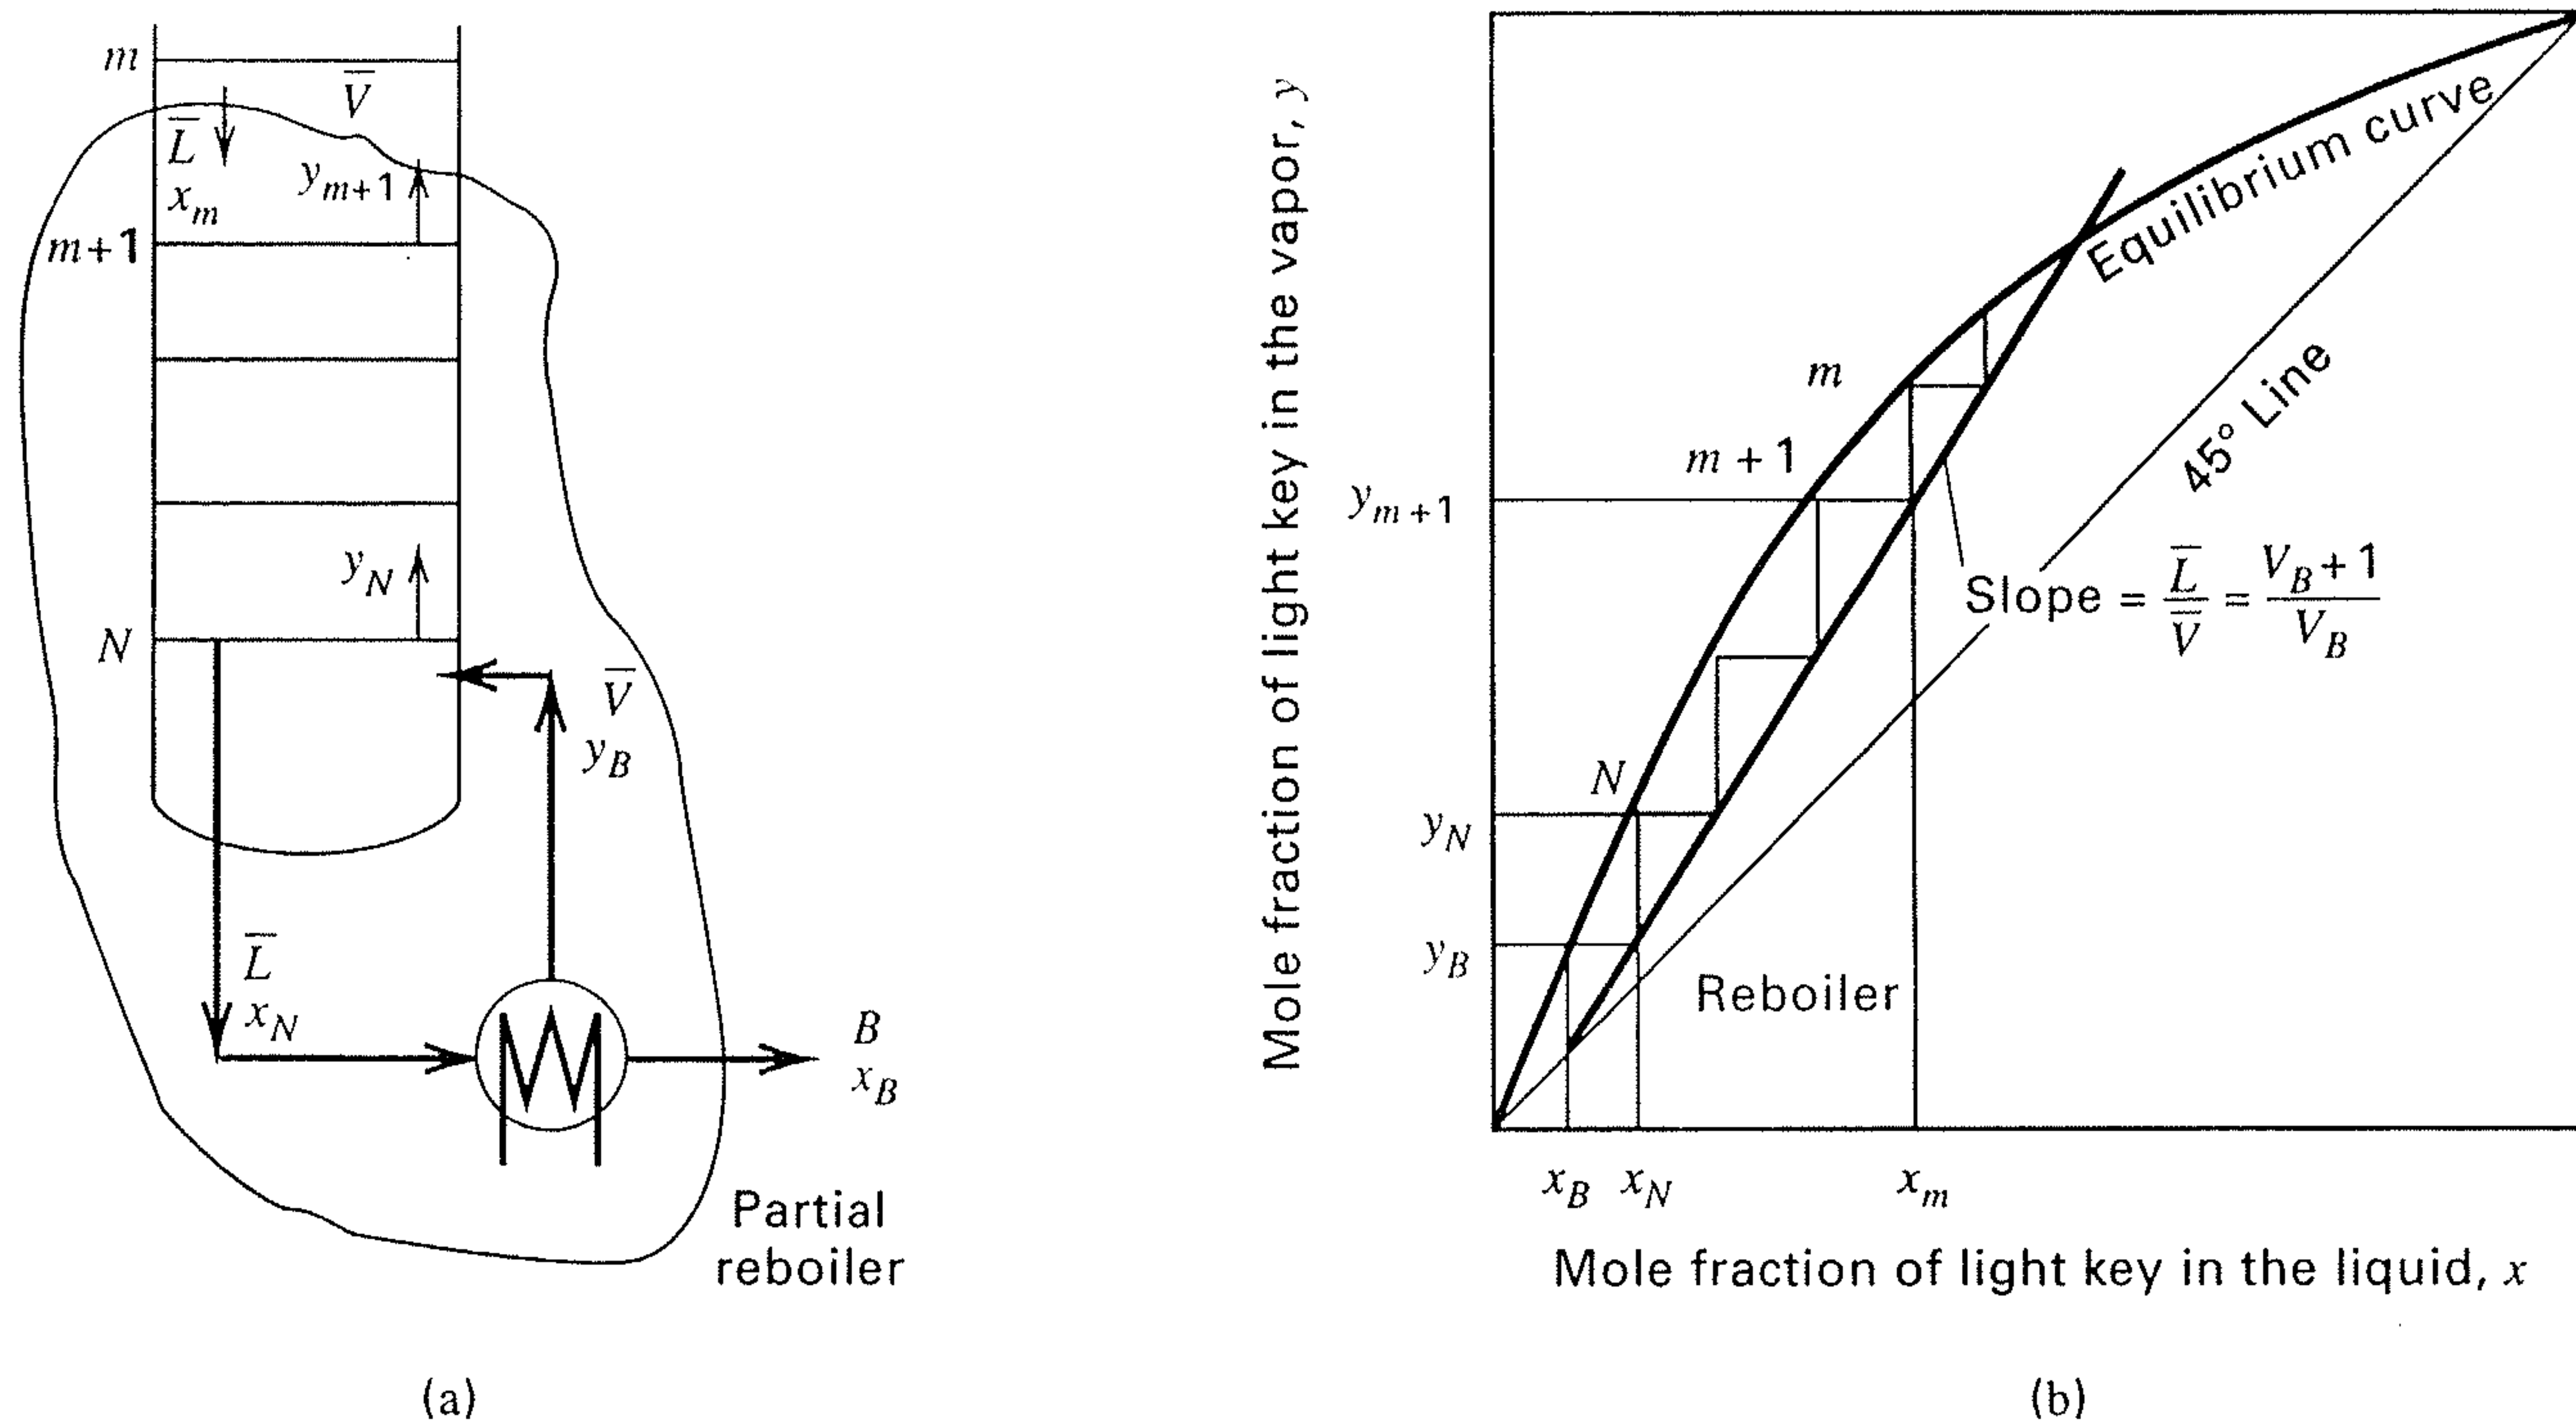 m
V̅
L̅
x_m
y_{m+1}
m+1
y_N
N
V̅
y_B
L̅
x_N
B
x_B
Partial
reboiler
(a)
Mole fraction of light key in the vapor, y
Equilibrium curve
45° Line
m
m + 1
y_{m+1}
Slope = L̅/V̅ = (V_B + 1)/V_B
N
y_N
y_B
Reboiler
x_B x_N x_m
Mole fraction of light key in the liquid, x
(b)